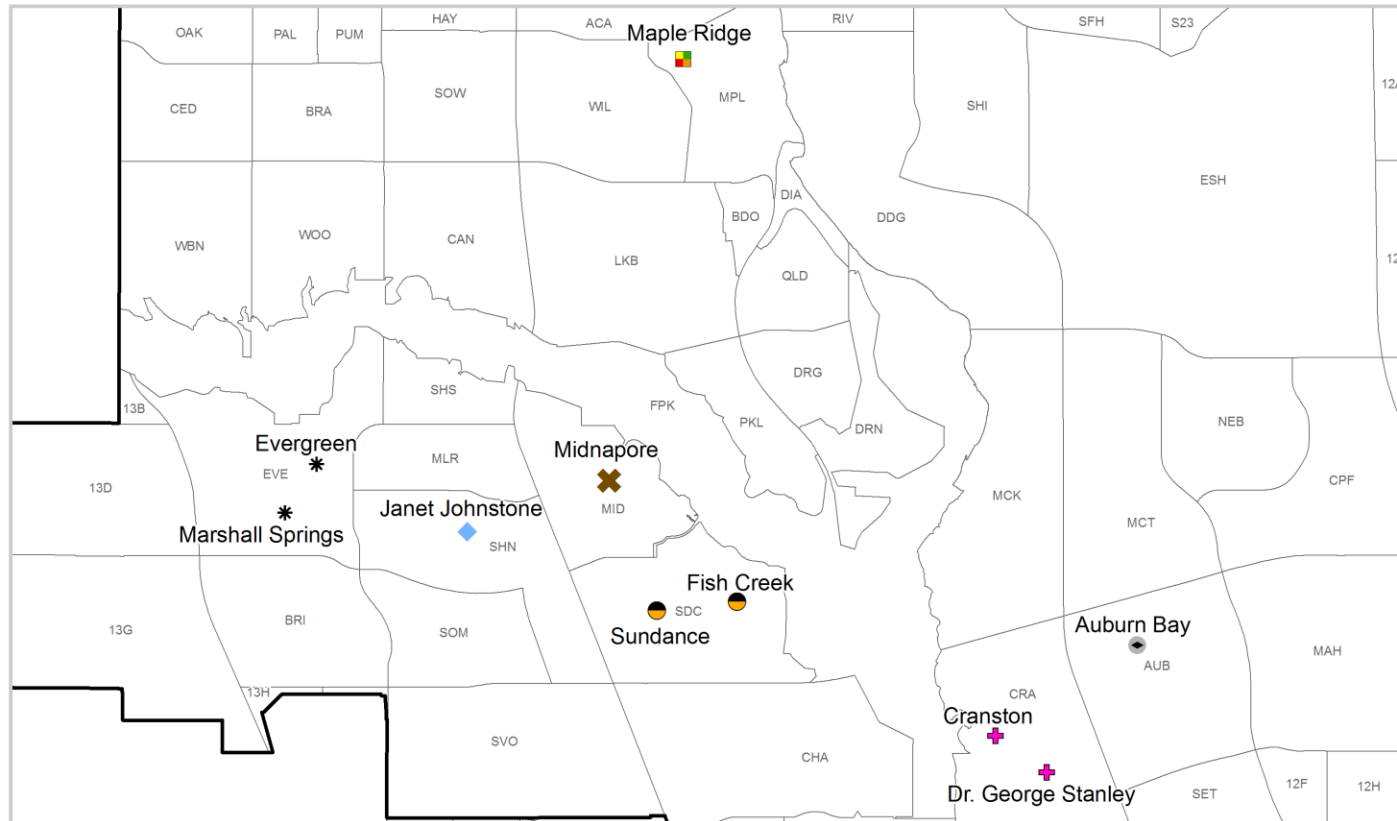 HAY
ACA
RIV
SFH
S23
OAK
PAL
PUM
Maple Ridge
SOW
WIL
MPL
SHI
CED
BRA
ESH
DIA
BDO
DDG
WBN
WOO
CAN
LKB
QLD
DRG
SHS
FPK
13B
PKL
DRN
NEB
Evergreen
EVE
MLR
Midnapore
13D
MCK
CPF
Janet Johnstone
MID
MCT
Marshall Springs
SHN
Fish Creek
SDC
13G
BRI
SOM
Sundance
Auburn Bay
MAH
AUB
13H
CRA
Cranston
SVO
CHA
SET
12F
12H
Dr. George Stanley